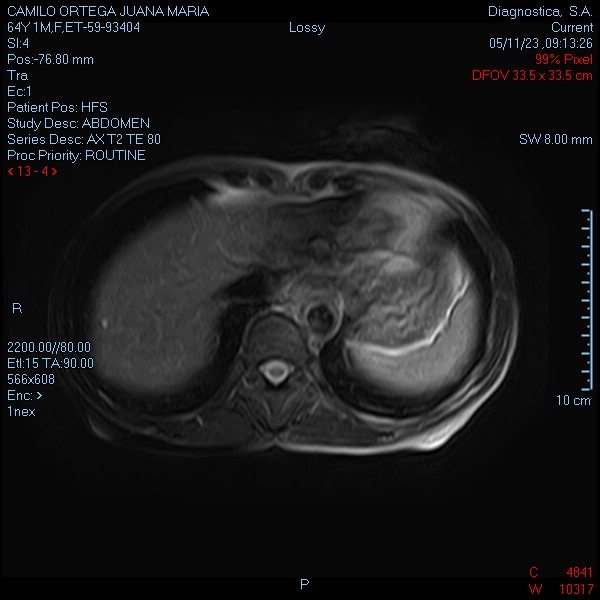 CAMILO ORTEGA JUANA MARIA
64Y 1M,F,ET-59-93404
Sl:4
Pos:-76.80 mm
Tra
Ec:1
Patient Pos: HFS
Study Desc: ABDOMEN
Series Desc: AX T2 TE 80
Proc Priority: ROUTINE
< 13 - 4 >
Lossy
Diagnostica, S.A.
Current
05/11/23 ,09:13:26
99% Pixel
DFOV 33.5 x 33.5 cm
SW 8.00 mm
R
2200.00//80.00
Etl:15 TA:90.00
566x608
Enc: >
1nex
10 cm
P
C 4841
W 10317